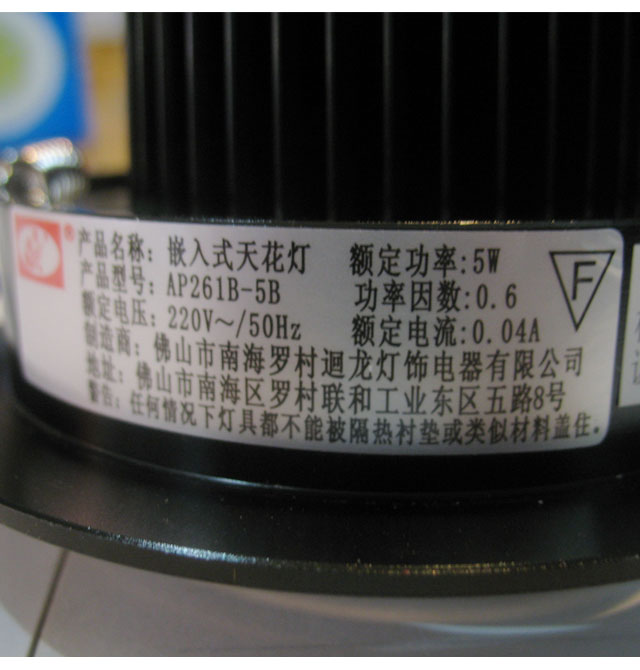 产品名称: 嵌入式天花灯 额定功率:5W
产品型号: AP261B-5B 功率因数:0.6
额定电压: 220V～/50Hz 额定电流:0.04A
制造商: 佛山市南海罗村迴龙灯饰电器有限公司
地址: 佛山市南海区罗村联和工业东区五路8号
警告: 任何情况下灯具都不能被隔热衬垫或类似材料盖住。
F
®